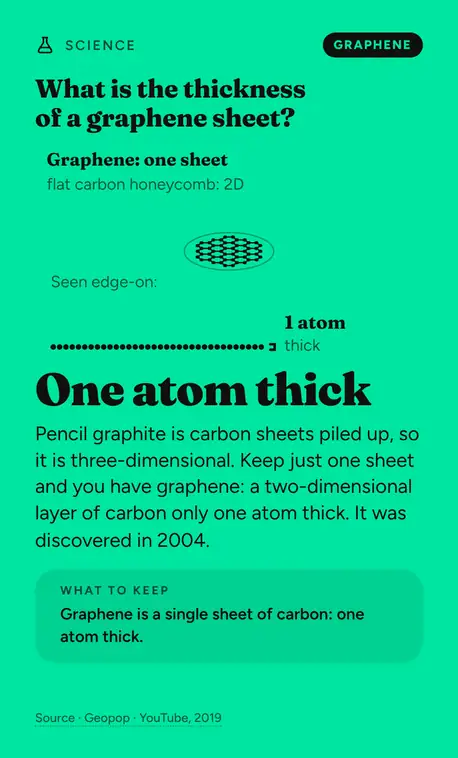 SCIENCE
GRAPHENE
What is the thickness
of a graphene sheet?
Graphene: one sheet
flat carbon honeycomb: 2D
Seen edge-on:
1 atom
thick
One atom thick
Pencil graphite is carbon sheets piled up, so
it is three-dimensional. Keep just one sheet
and you have graphene: a two-dimensional
layer of carbon only one atom thick. It was
discovered in 2004.
WHAT TO KEEP
Graphene is a single sheet of carbon: one
atom thick.
Source · Geopop · YouTube, 2019